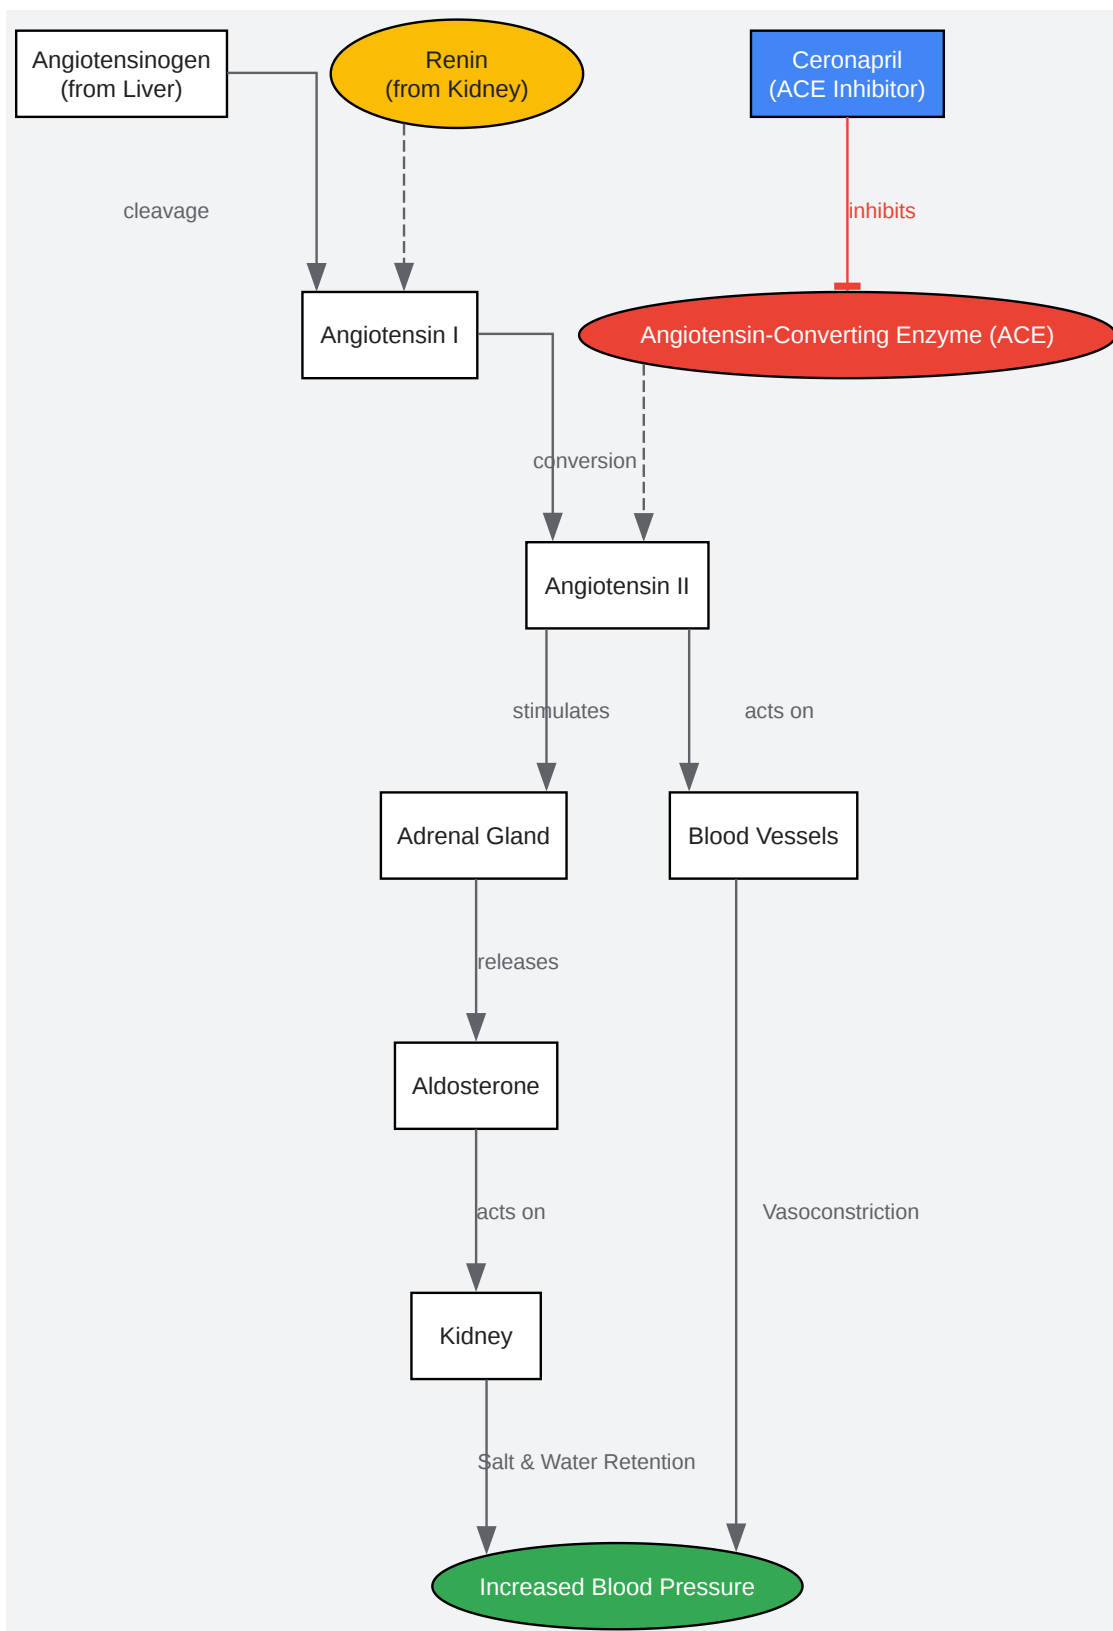 Angiotensinogen
(from Liver)
Renin
(from Kidney)
Ceronapril
(ACE Inhibitor)
cleavage
inhibits
Angiotensin I
Angiotensin-Converting Enzyme (ACE)
conversion
Angiotensin II
stimulates
acts on
Adrenal Gland
Blood Vessels
releases
Aldosterone
acts on
Vasoconstriction
Kidney
Salt & Water Retention
Increased Blood Pressure